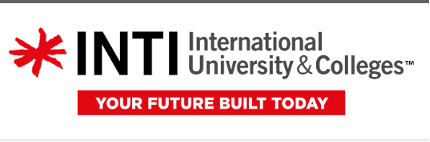 INTI International
University & Colleges™
YOUR FUTURE BUILT TODAY